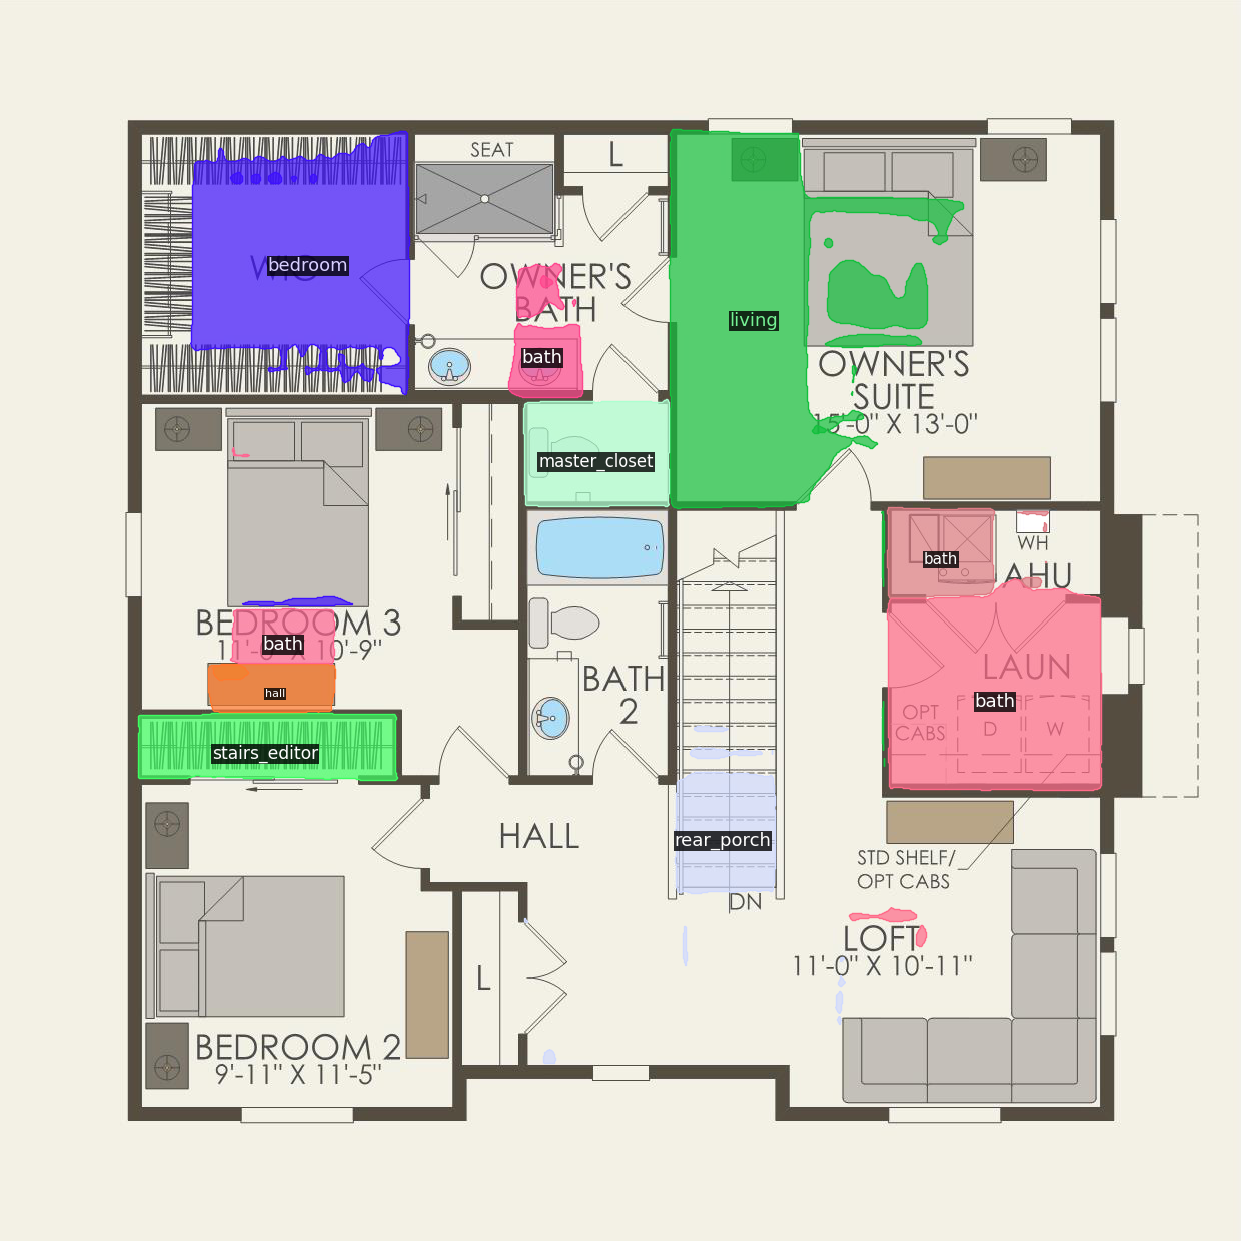 SEAT
L
bedroom
WIC
OWNER'S
BATH
bath
living
OWNER'S
SUITE
15'-0" X 13'-0"
master_closet
BEDROOM 3
11'-6" X 10'-9"
bath
hall
stairs_editor
BATH
2
bath
WH
AHU
LAUN
bath
OPT
CABS
D
W
HALL
rear_porch
DN
STD SHELF/
OPT CABS
LOFT
11'-0" X 10'-11"
L
BEDROOM 2
9'-11" X 11'-5"